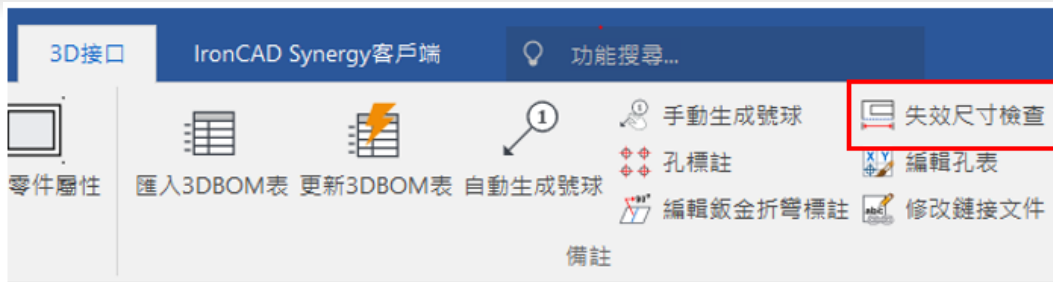 3D接口 IronCAD Synergy客戶端 功能搜尋...
手動生成號球 失效尺寸檢查
孔標註 編輯孔表
零件屬性 匯入3DBOM表 更新3DBOM表 自動生成號球
編輯鈑金折彎標註 修改鏈接文件
備註